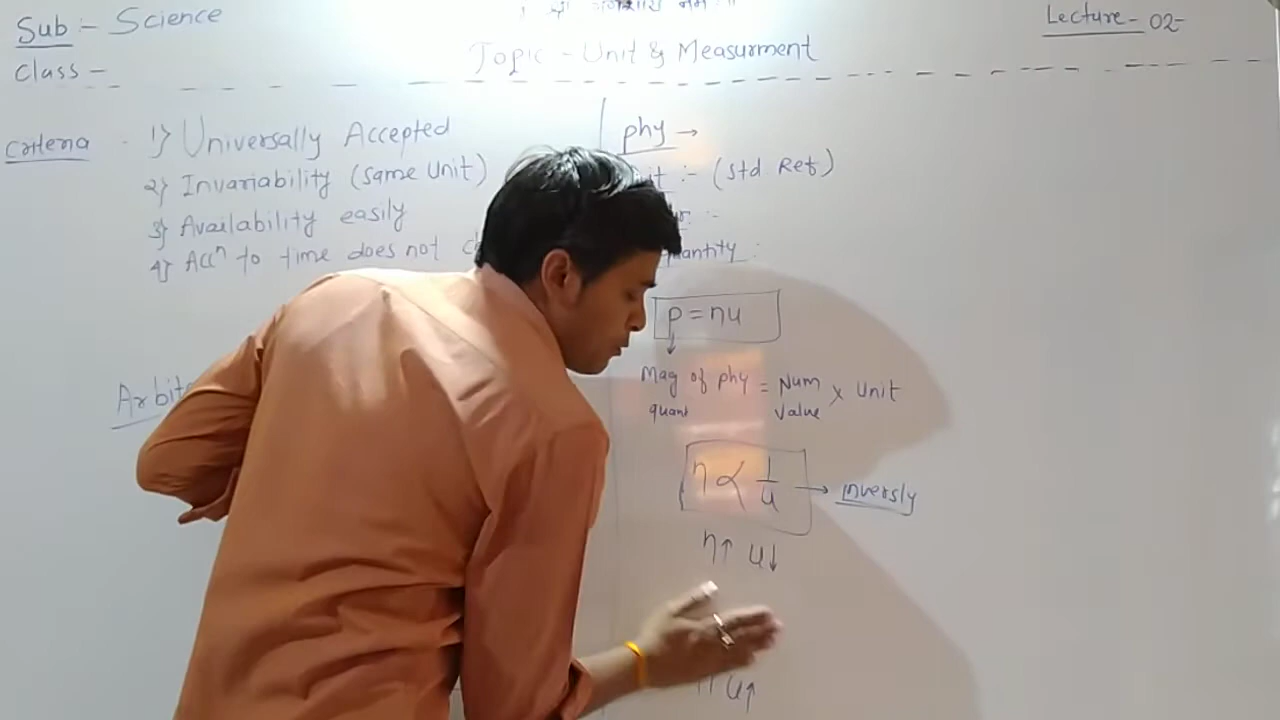 Sub :- Science
Class -
Topic - Unit & Measurment
Lecture - 02-
Criteria
1) Universally Accepted
2) Invariability (Same Unit)
3) Availability easily
4) Accⁿ to time does not
phy →
:- (Std Ref)
:-
:
p = nu
↓
Mag of phy = Num × Unit
quant value
n ∝ 1/u → Inversly
n↑ u↓
u↑